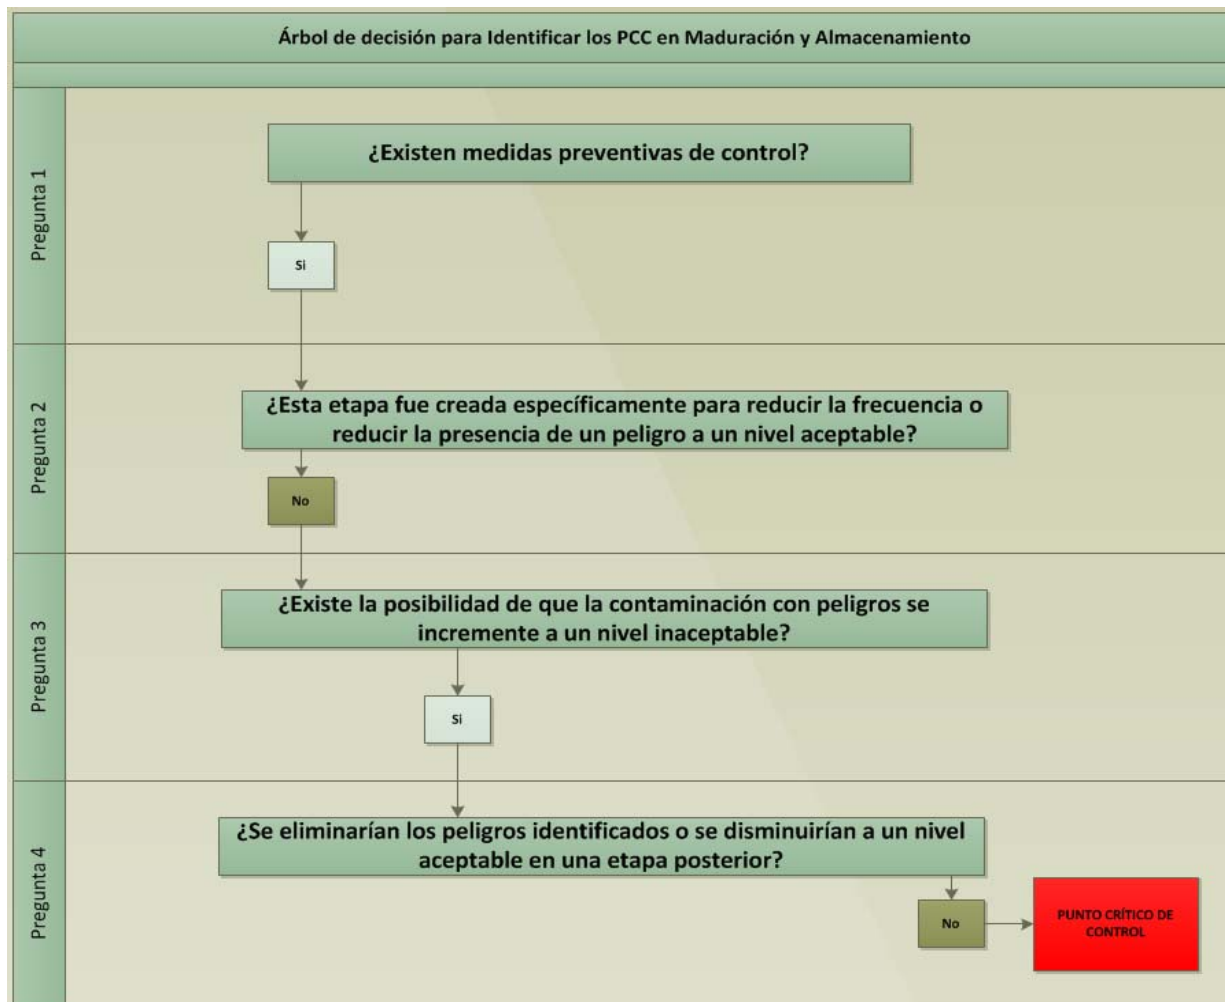 Árbol de decisión para Identificar los PCC en Maduración y Almacenamiento
Pregunta 1
¿Existen medidas preventivas de control?
Si
Pregunta 2
¿Esta etapa fue creada específicamente para reducir la frecuencia o
reducir la presencia de un peligro a un nivel aceptable?
No
Pregunta 3
¿Existe la posibilidad de que la contaminación con peligros se
incremente a un nivel inaceptable?
Si
Pregunta 4
¿Se eliminarían los peligros identificados o se disminuirían a un nivel
aceptable en una etapa posterior?
No
PUNTO CRÍTICO DE
CONTROL